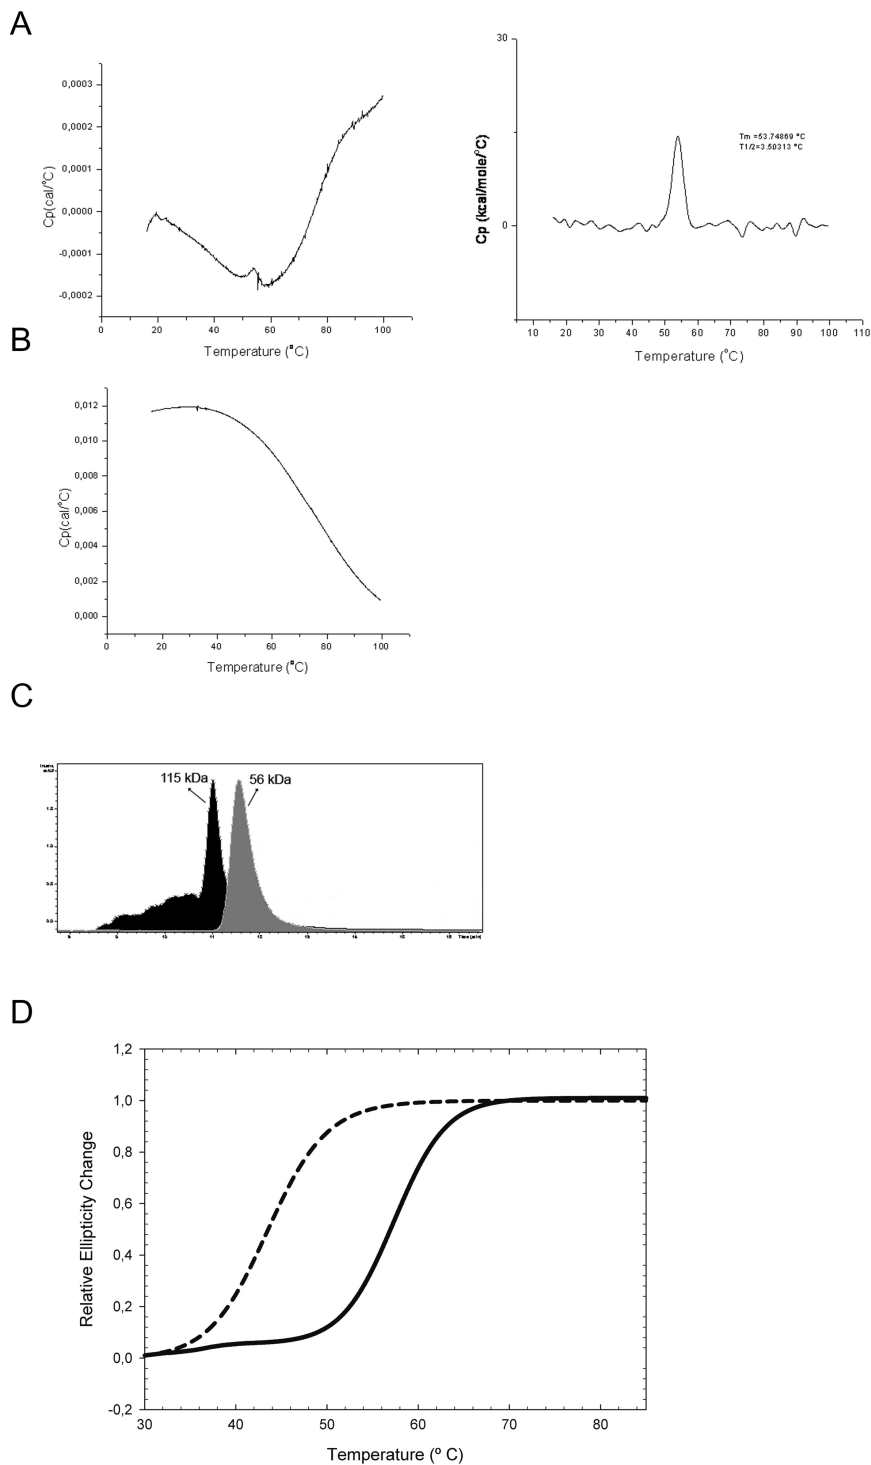 A
0,0003
0,0002
0,0001
0,0000
-0,0001
-0,0002
Cp(cal/°C)
0 20 40 60 80 100
Temperature (°C)
30
0
Cp (kcal/mole/°C)
Tm =53.74869 °C
T1/2=3.50313 °C
10 20 30 40 50 60 70 80 90 100 110
Temperature (°C)
B
0,012
0,010
0,008
0,006
0,004
0,002
0,000
Cp(cal/°C)
0 20 40 60 80 100
Temperature (°C)
C
115 kDa
56 kDa
10 11 12
Time [min]
D
1,2
1,0
0,8
0,6
0,4
0,2
0,0
-0,2
Relative Ellipticity Change
30 40 50 60 70 80
Temperature (º C)